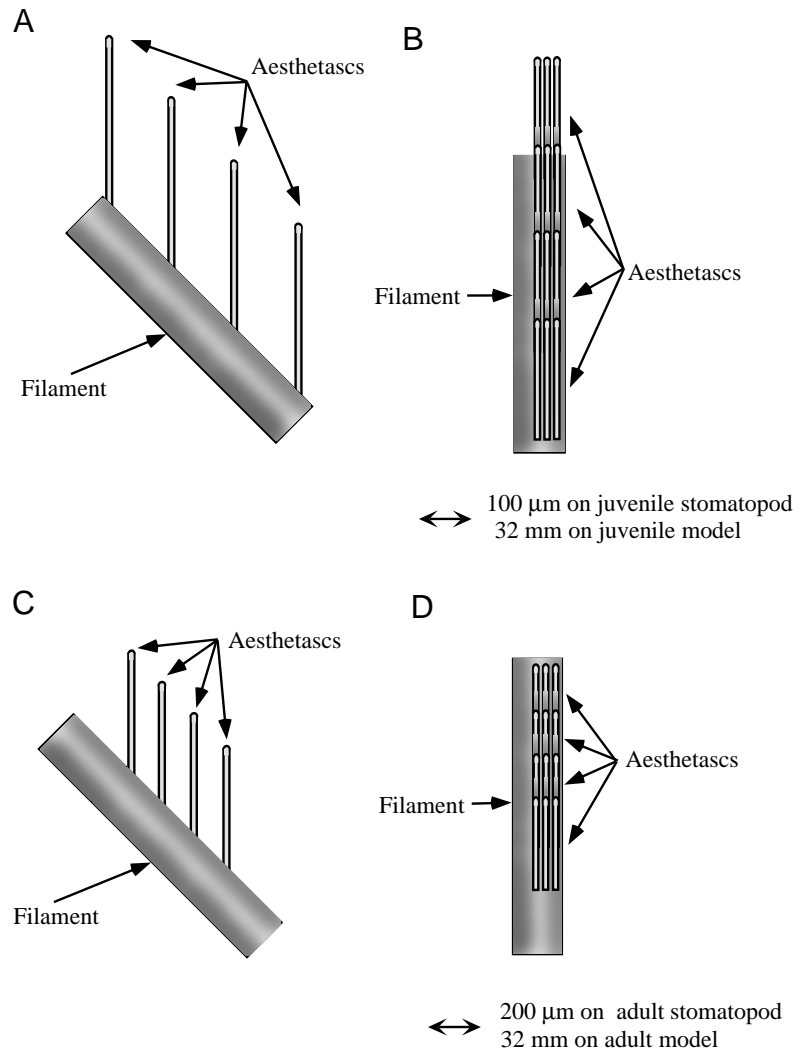 A
Aesthetascs
Filament
B
Filament
Aesthetascs
100 μm on juvenile stomatopod
32 mm on juvenile model
C
Aesthetascs
Filament
D
Filament
Aesthetascs
200 μm on adult stomatopod
32 mm on adult model